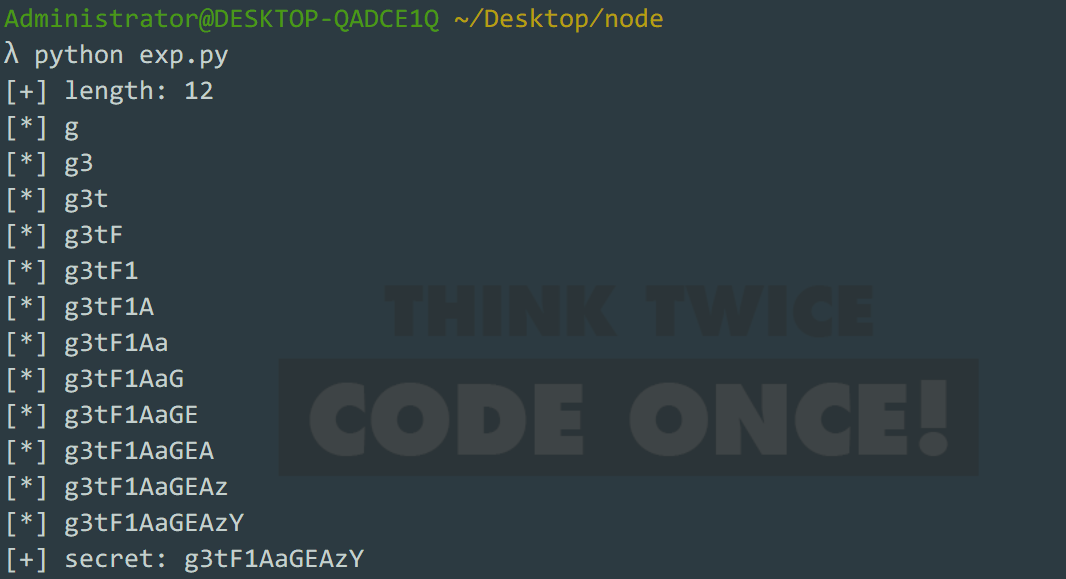 Administrator@DESKTOP-QADCE1Q ~/Desktop/node
λ python exp.py
[+] length: 12
[*] g
[*] g3
[*] g3t
[*] g3tF
[*] g3tF1
[*] g3tF1A
[*] g3tF1Aa
[*] g3tF1AaG
[*] g3tF1AaGE
[*] g3tF1AaGEA
[*] g3tF1AaGEAz
[*] g3tF1AaGEAzY
[+] secret: g3tF1AaGEAzY
THINK TWICE
CODE ONCE!